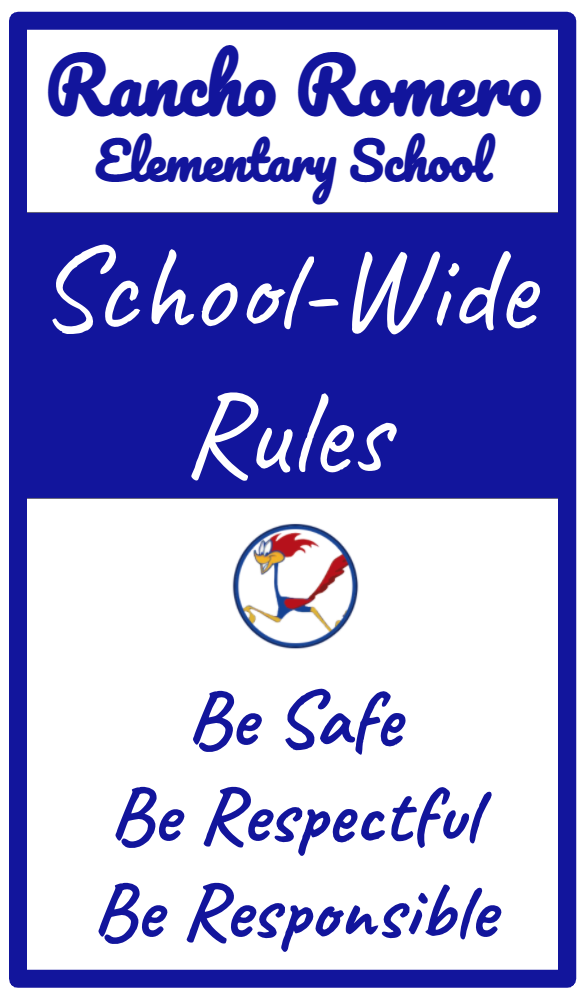 Rancho Romero
Elementary School
School-Wide
Rules
Be Safe
Be Respectful
Be Responsible